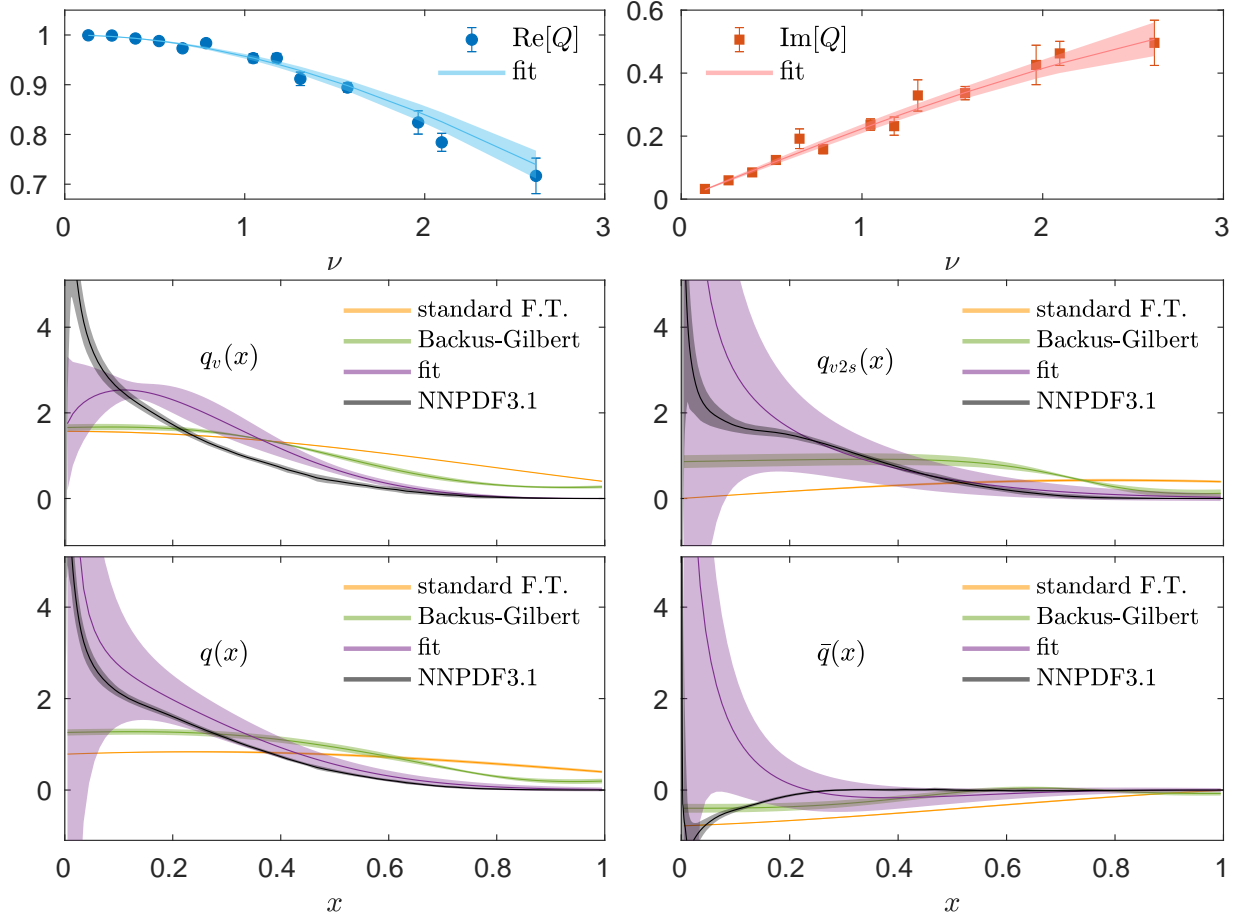 1
0.9
0.8
0.7
Re[Q]
fit
0 1 2 3
ν
0.6
0.4
0.2
0
Im[Q]
fit
0 1 2 3
ν
4
2
0
q_v(x)
standard F.T.
Backus-Gilbert
fit
NNPDF3.1
q_{v2s}(x)
standard F.T.
Backus-Gilbert
fit
NNPDF3.1
4
2
0
q(x)
standard F.T.
Backus-Gilbert
fit
NNPDF3.1
0 0.2 0.4 0.6 0.8 1
x
4
2
0
q̄(x)
standard F.T.
Backus-Gilbert
fit
NNPDF3.1
0 0.2 0.4 0.6 0.8 1
x